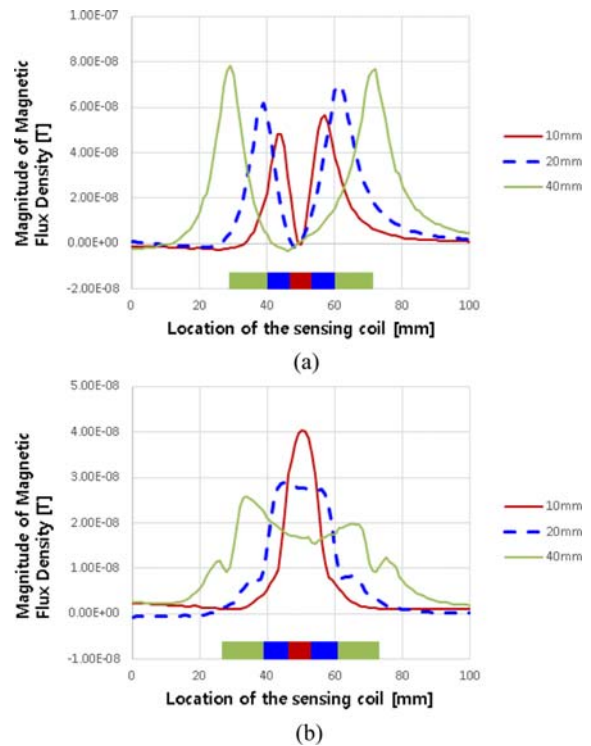 1.00E-07
8.00E-08
6.00E-08
4.00E-08
2.00E-08
0.00E+00
-2.00E-08
Magnitude of Magnetic
Flux Density [T]
10mm
20mm
40mm
0 20 40 60 80 100
Location of the sensing coil [mm]
(a)
5.00E-08
4.00E-08
3.00E-08
2.00E-08
1.00E-08
0.00E+00
-1.00E-08
Magnitude of Magnetic
Flux Density [T]
10mm
20mm
40mm
0 20 40 60 80 100
Location of the sensing coil [mm]
(b)